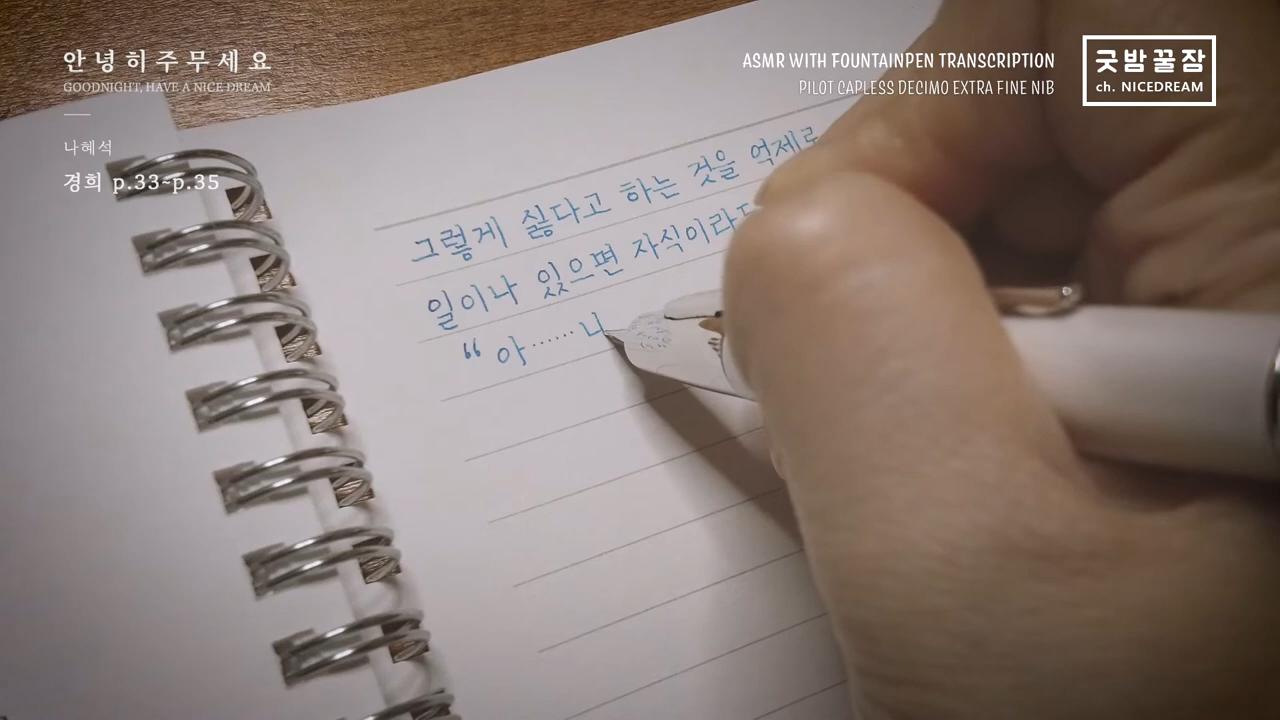 안녕히주무세요
GOODNIGHT, HAVE A NICE DREAM
나혜석
경희 p.33~p.35
ASMR WITH FOUNTAINPEN TRANSCRIPTION
PILOT CAPLESS DECIMO EXTRA FINE NIB
굿밤꿀잠
ch. NICEDREAM
그렇게 싫다고 하는 것을 억제로
일이나 있으면 자식이라도
“ 아……니